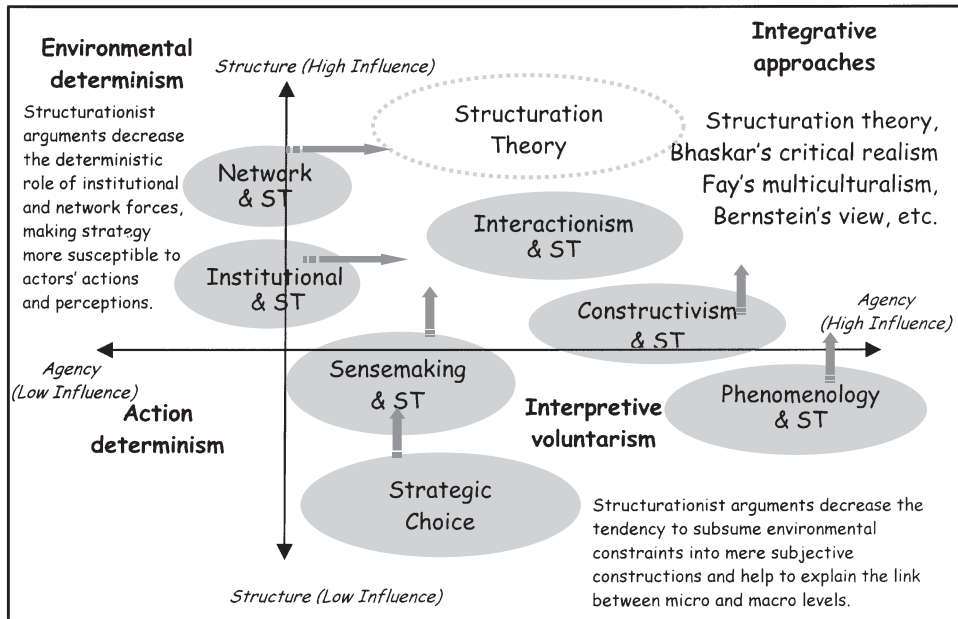 Environmental
determinism
Structurationist
arguments decrease
the deterministic
role of institutional
and network forces,
making strategy
more susceptible to
actors' actions
and perceptions.
Structure (High Influence)
Integrative
approaches
Structuration theory,
Bhaskar's critical realism
Fay's multiculturalism,
Bernstein's view, etc.
Structuration
Theory
Network
& ST
Interactionism
& ST
Institutional
& ST
Constructivism
& ST
Agency
(High Influence)
Agency
(Low Influence)
Sensemaking
& ST
Phenomenology
& ST
Action
determinism
Interpretive
voluntarism
Strategic
Choice
Structurationist arguments decrease the
tendency to subsume environmental
constraints into mere subjective
constructions and help to explain the link
between micro and macro levels.
Structure (Low Influence)